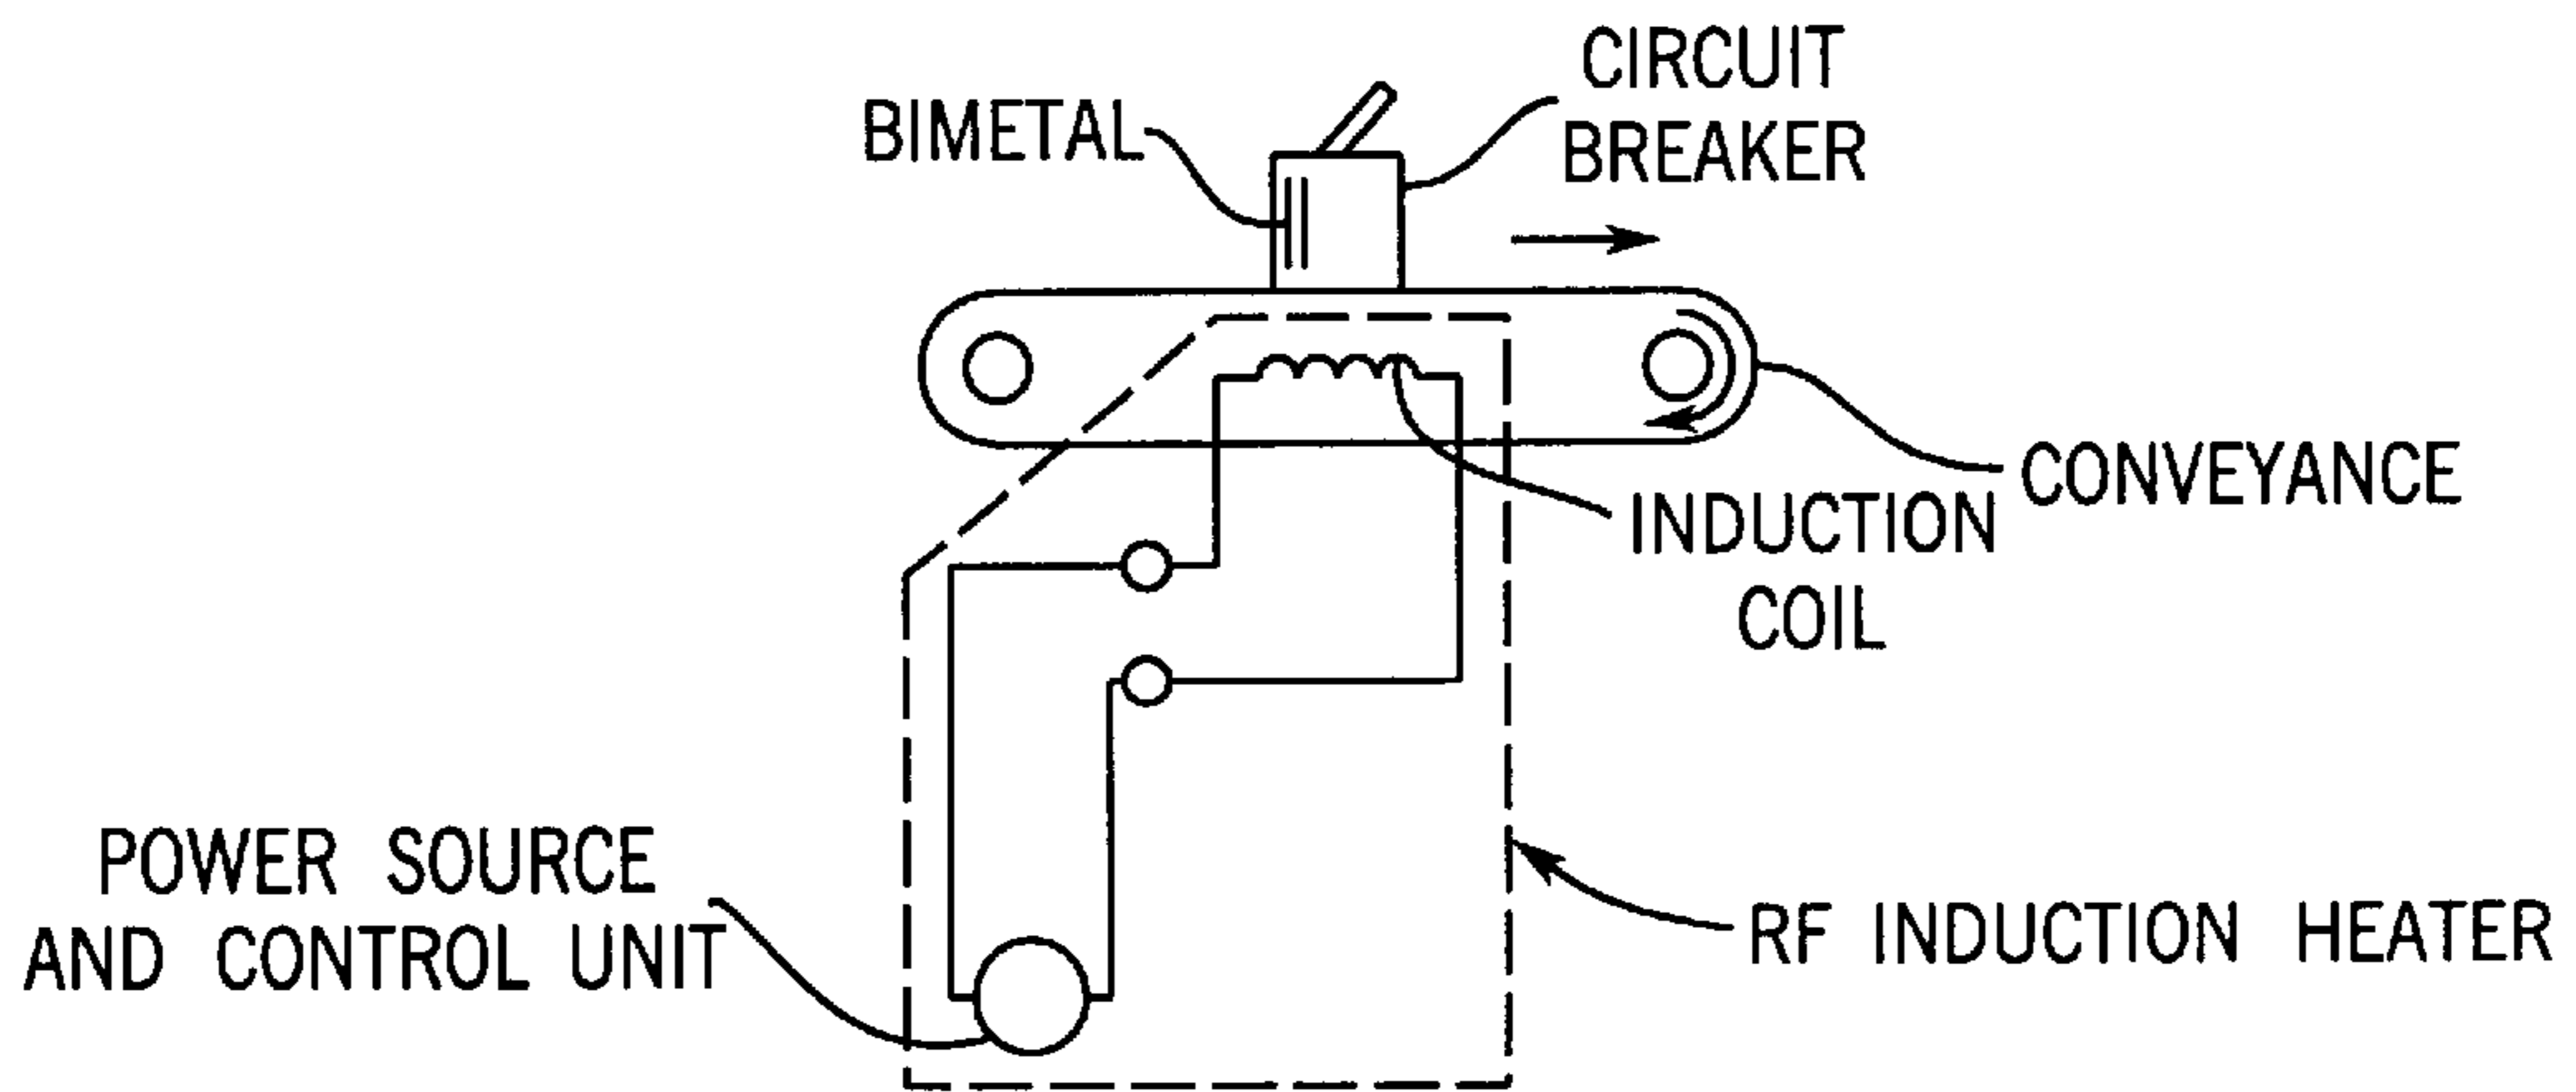 CIRCUIT
BREAKER
BIMETAL
CONVEYANCE
INDUCTION
COIL
POWER SOURCE
AND CONTROL UNIT
RF INDUCTION HEATER